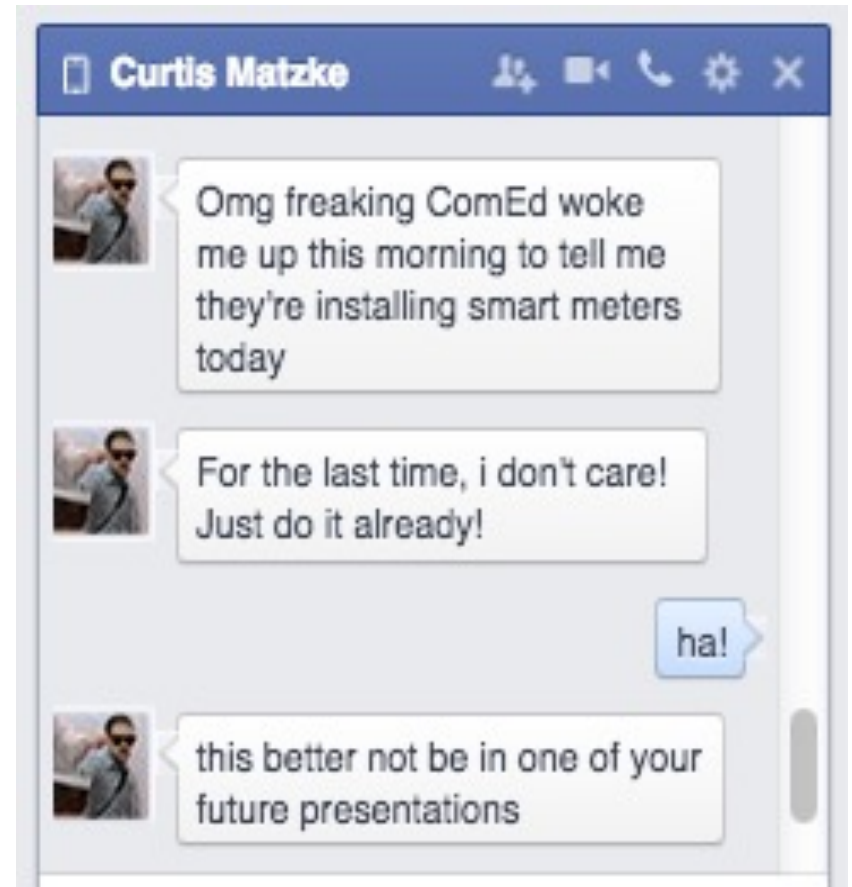 Curtis Matzke
Omg freaking ComEd woke
me up this morning to tell me
they're installing smart meters
today
For the last time, i don't care!
Just do it already!
ha!
this better not be in one of your
future presentations